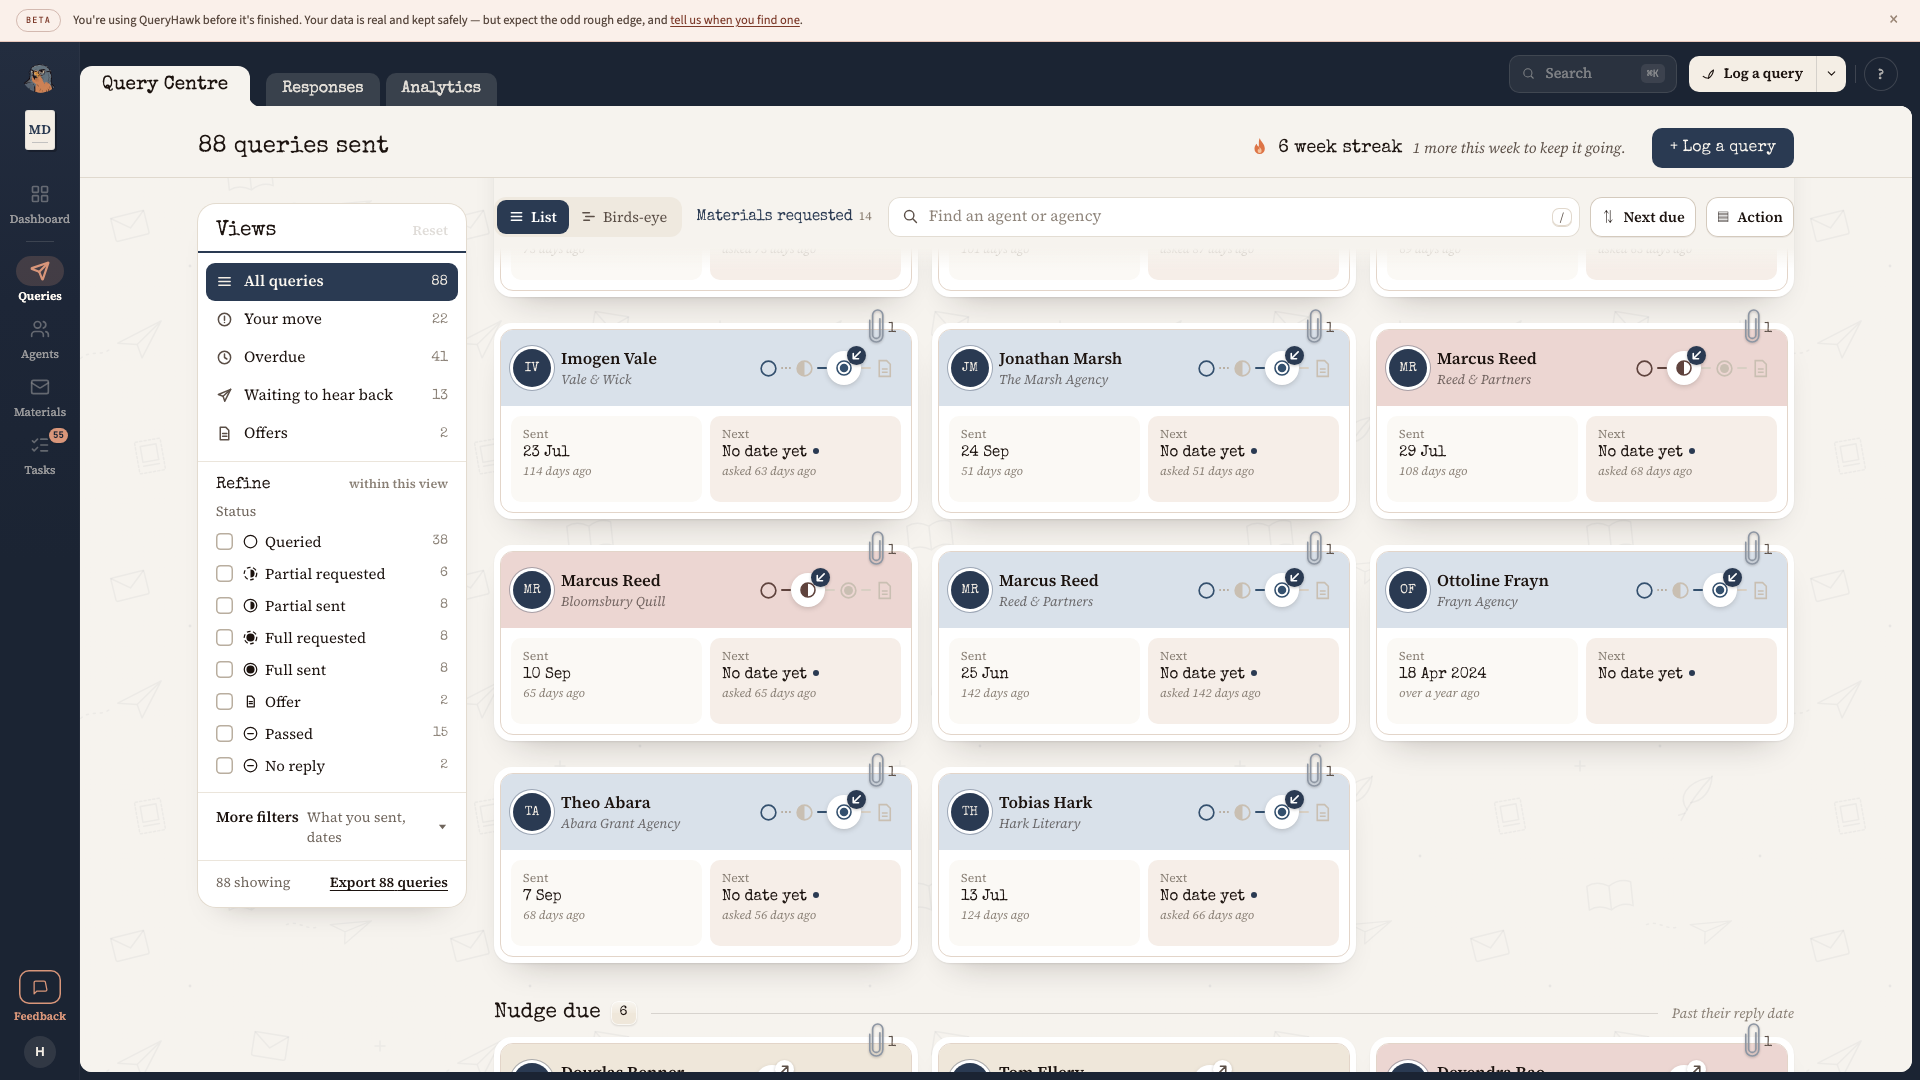 BETA
You're using QueryHawk before it's finished. Your data is real and kept safely — but expect the odd rough edge, and tell us when you find one.
×
Query Centre
Responses
Analytics
Search
⌘K
Log a query
?
MD
Dashboard
Queries
Agents
Materials
55
Tasks
Feedback
H
88 queries sent
6 week streak
1 more this week to keep it going.
+ Log a query
Views
Reset
All queries 88
Your move 22
Overdue 41
Waiting to hear back 13
Offers 2
Refine
within this view
Status
Queried 38
Partial requested 6
Partial sent 8
Full requested 8
Full sent 8
Offer 2
Passed 15
No reply 2
More filters
What you sent,
dates
88 showing
Export 88 queries
List
Birds-eye
Materials requested 14
Find an agent or agency
/
Next due
Action
1
IV
Imogen Vale
Vale & Wick
Sent
23 Jul
114 days ago
Next
No date yet
asked 63 days ago
1
JM
Jonathan Marsh
The Marsh Agency
Sent
24 Sep
51 days ago
Next
No date yet
asked 51 days ago
1
MR
Marcus Reed
Reed & Partners
Sent
29 Jul
108 days ago
Next
No date yet
asked 68 days ago
1
MR
Marcus Reed
Bloomsbury Quill
Sent
10 Sep
65 days ago
Next
No date yet
asked 65 days ago
1
MR
Marcus Reed
Reed & Partners
Sent
25 Jun
142 days ago
Next
No date yet
asked 142 days ago
1
OF
Ottoline Frayn
Frayn Agency
Sent
18 Apr 2024
over a year ago
Next
No date yet
1
TA
Theo Abara
Abara Grant Agency
Sent
7 Sep
68 days ago
Next
No date yet
asked 56 days ago
1
TH
Tobias Hark
Hark Literary
Sent
13 Jul
124 days ago
Next
No date yet
asked 66 days ago
Nudge due 6
Past their reply date
1
1